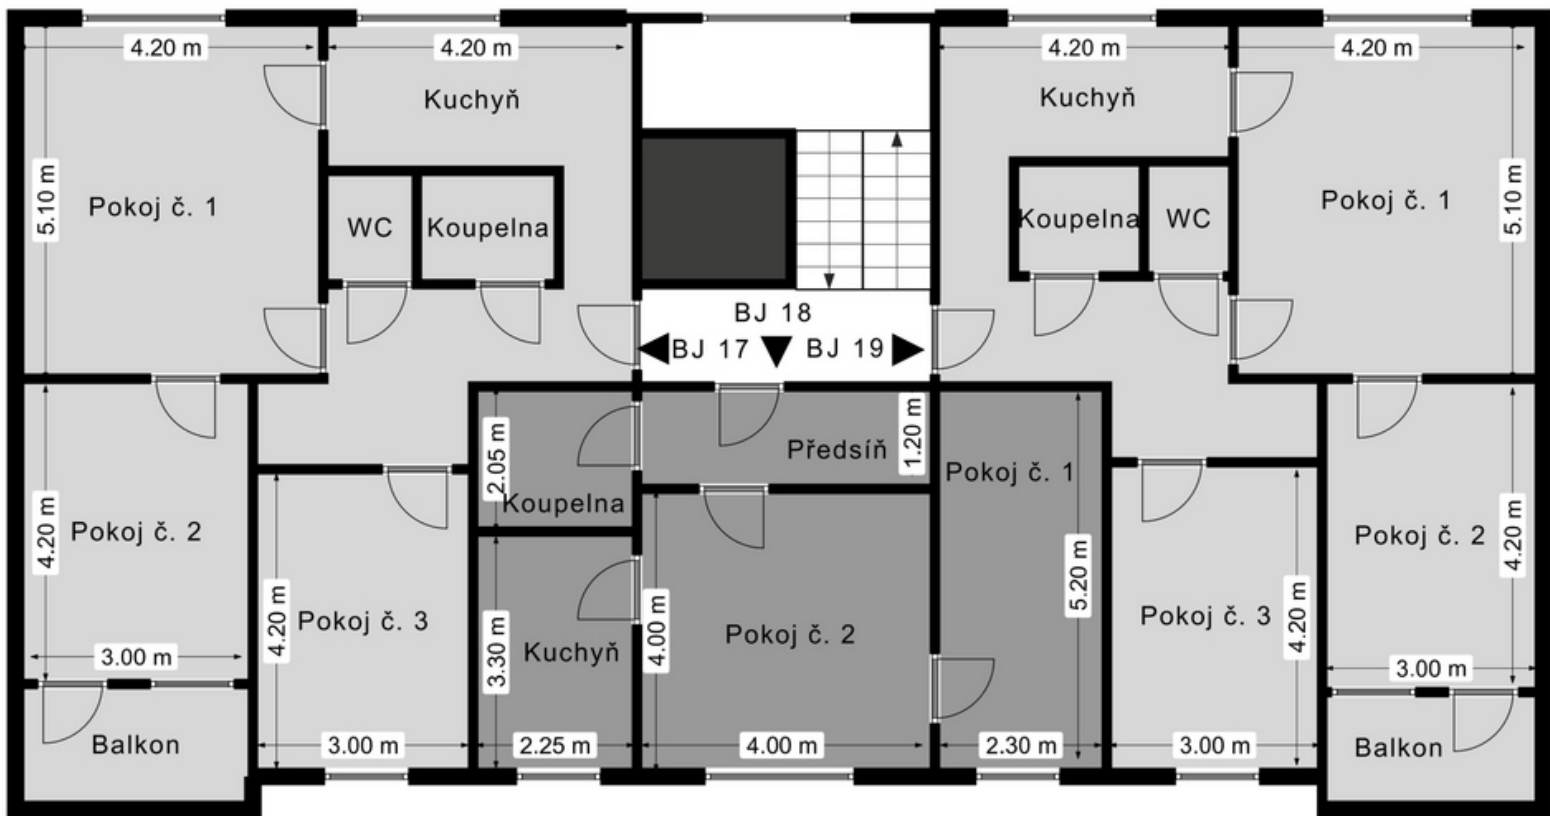 4.20 m
4.20 m
4.20 m
4.20 m
Kuchyň
Kuchyň
5.10 m
Pokoj č. 1
WC
Koupelna
Koupelna
WC
Pokoj č. 1
5.10 m
BJ 18
BJ 17
BJ 19
2.05 m
Koupelna
Předsíň
1.20 m
Pokoj č. 1
4.20 m
Pokoj č. 2
4.20 m
Pokoj č. 3
3.30 m
Kuchyň
4.00 m
Pokoj č. 2
5.20 m
Pokoj č. 3
4.20 m
Pokoj č. 2
4.20 m
3.00 m
3.00 m
Balkon
3.00 m
2.25 m
4.00 m
2.30 m
3.00 m
Balkon